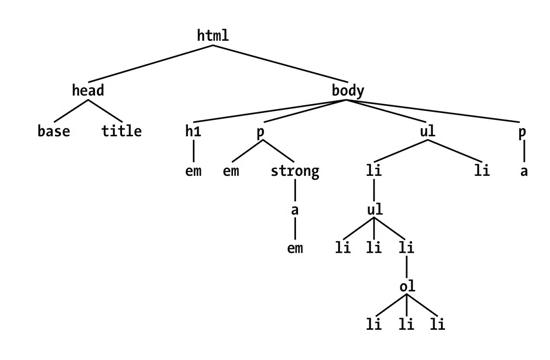 html
head body
base title h1 p ul p
em em strong li li a
a ul
em li li li
ol
li li li